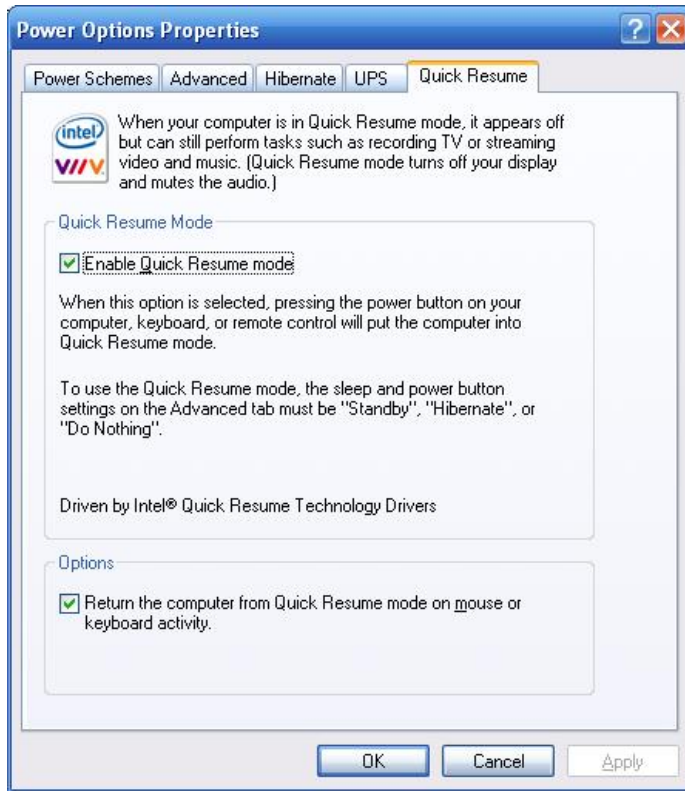 Power Options Properties
Power Schemes
Advanced
Hibernate
UPS
Quick Resume
intel
VIIV
When your computer is in Quick Resume mode, it appears off
but can still perform tasks such as recording TV or streaming
video and music. (Quick Resume mode turns off your display
and mutes the audio.)
Quick Resume Mode
Enable Quick Resume mode
When this option is selected, pressing the power button on your
computer, keyboard, or remote control will put the computer into
Quick Resume mode.
To use the Quick Resume mode, the sleep and power button
settings on the Advanced tab must be "Standby", "Hibernate", or
"Do Nothing".
Driven by Intel® Quick Resume Technology Drivers
Options
Return the computer from Quick Resume mode on mouse or
keyboard activity.
OK
Cancel
Apply